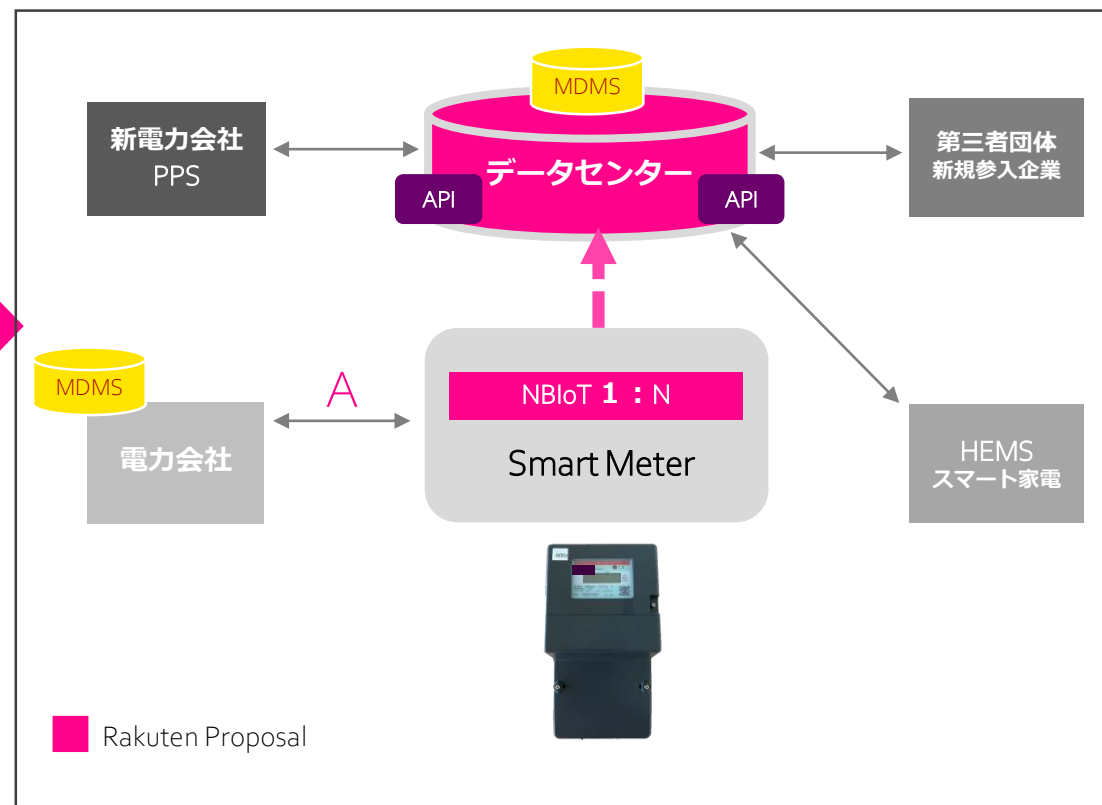 MDMS
新電力会社
PPS
データセンター
API
API
第三者団体
新規参入企業
MDMS
電力会社
A
NBIoT 1 : N
Smart Meter
HEMS
スマート家電
Rakuten Proposal